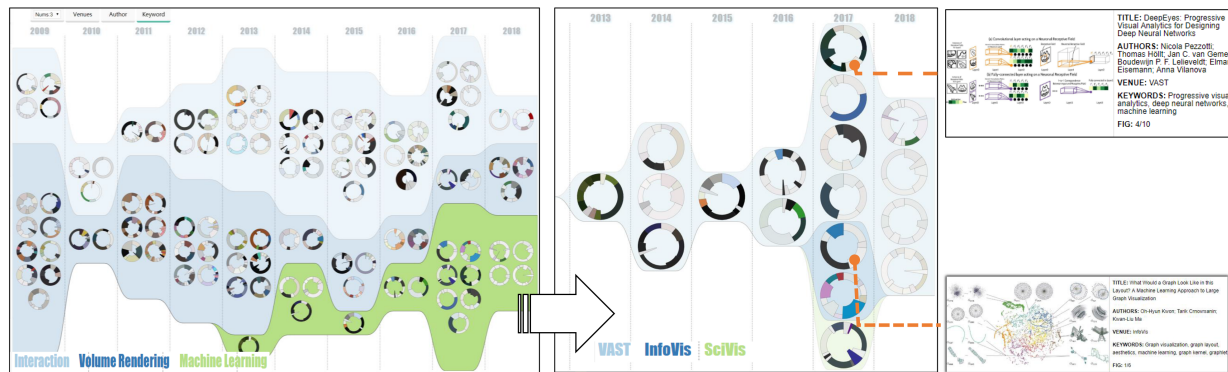 Nums 3 Venues Author Keyword
2009 2010 2011 2012 2013 2014 2015 2016 2017 2018
Interaction Volume Rendering Machine Learning
2013 2014 2015 2016 2017 2018
VAST InfoVis SciVis
TITLE: DeepEyes: Progressive
Visual Analytics for Designing
Deep Neural Networks
AUTHORS: Nicola Pezzotti;
Thomas Höllt; Jan C. van Geme
Boudewijn P. F. Lelieveldt; Elmar
Eisemann; Anna Vilanova
VENUE: VAST
KEYWORDS: Progressive visua
analytics, deep neural networks,
machine learning
FIG: 4/10
TITLE: What Would a Graph Look Like in this
Layout? A Machine Learning Approach to Large
Graph Visualization
AUTHORS: Oh-Hyun Kwon; Tarik Crnovrsanin;
Kwan-Liu Ma
VENUE: InfoVis
KEYWORDS: Graph visualization, graph layout,
aesthetics, machine learning, graph kernel, graphlet
FIG: 1/6